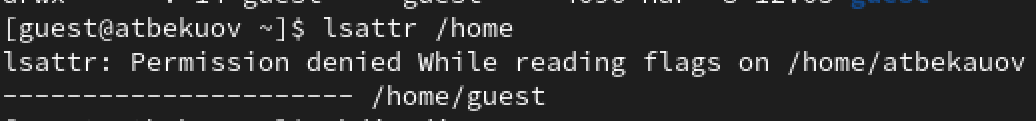 [guest@atbekuov ~]$ lsattr /home
lsattr: Permission denied While reading flags on /home/atbekauov
---------------------- /home/guest